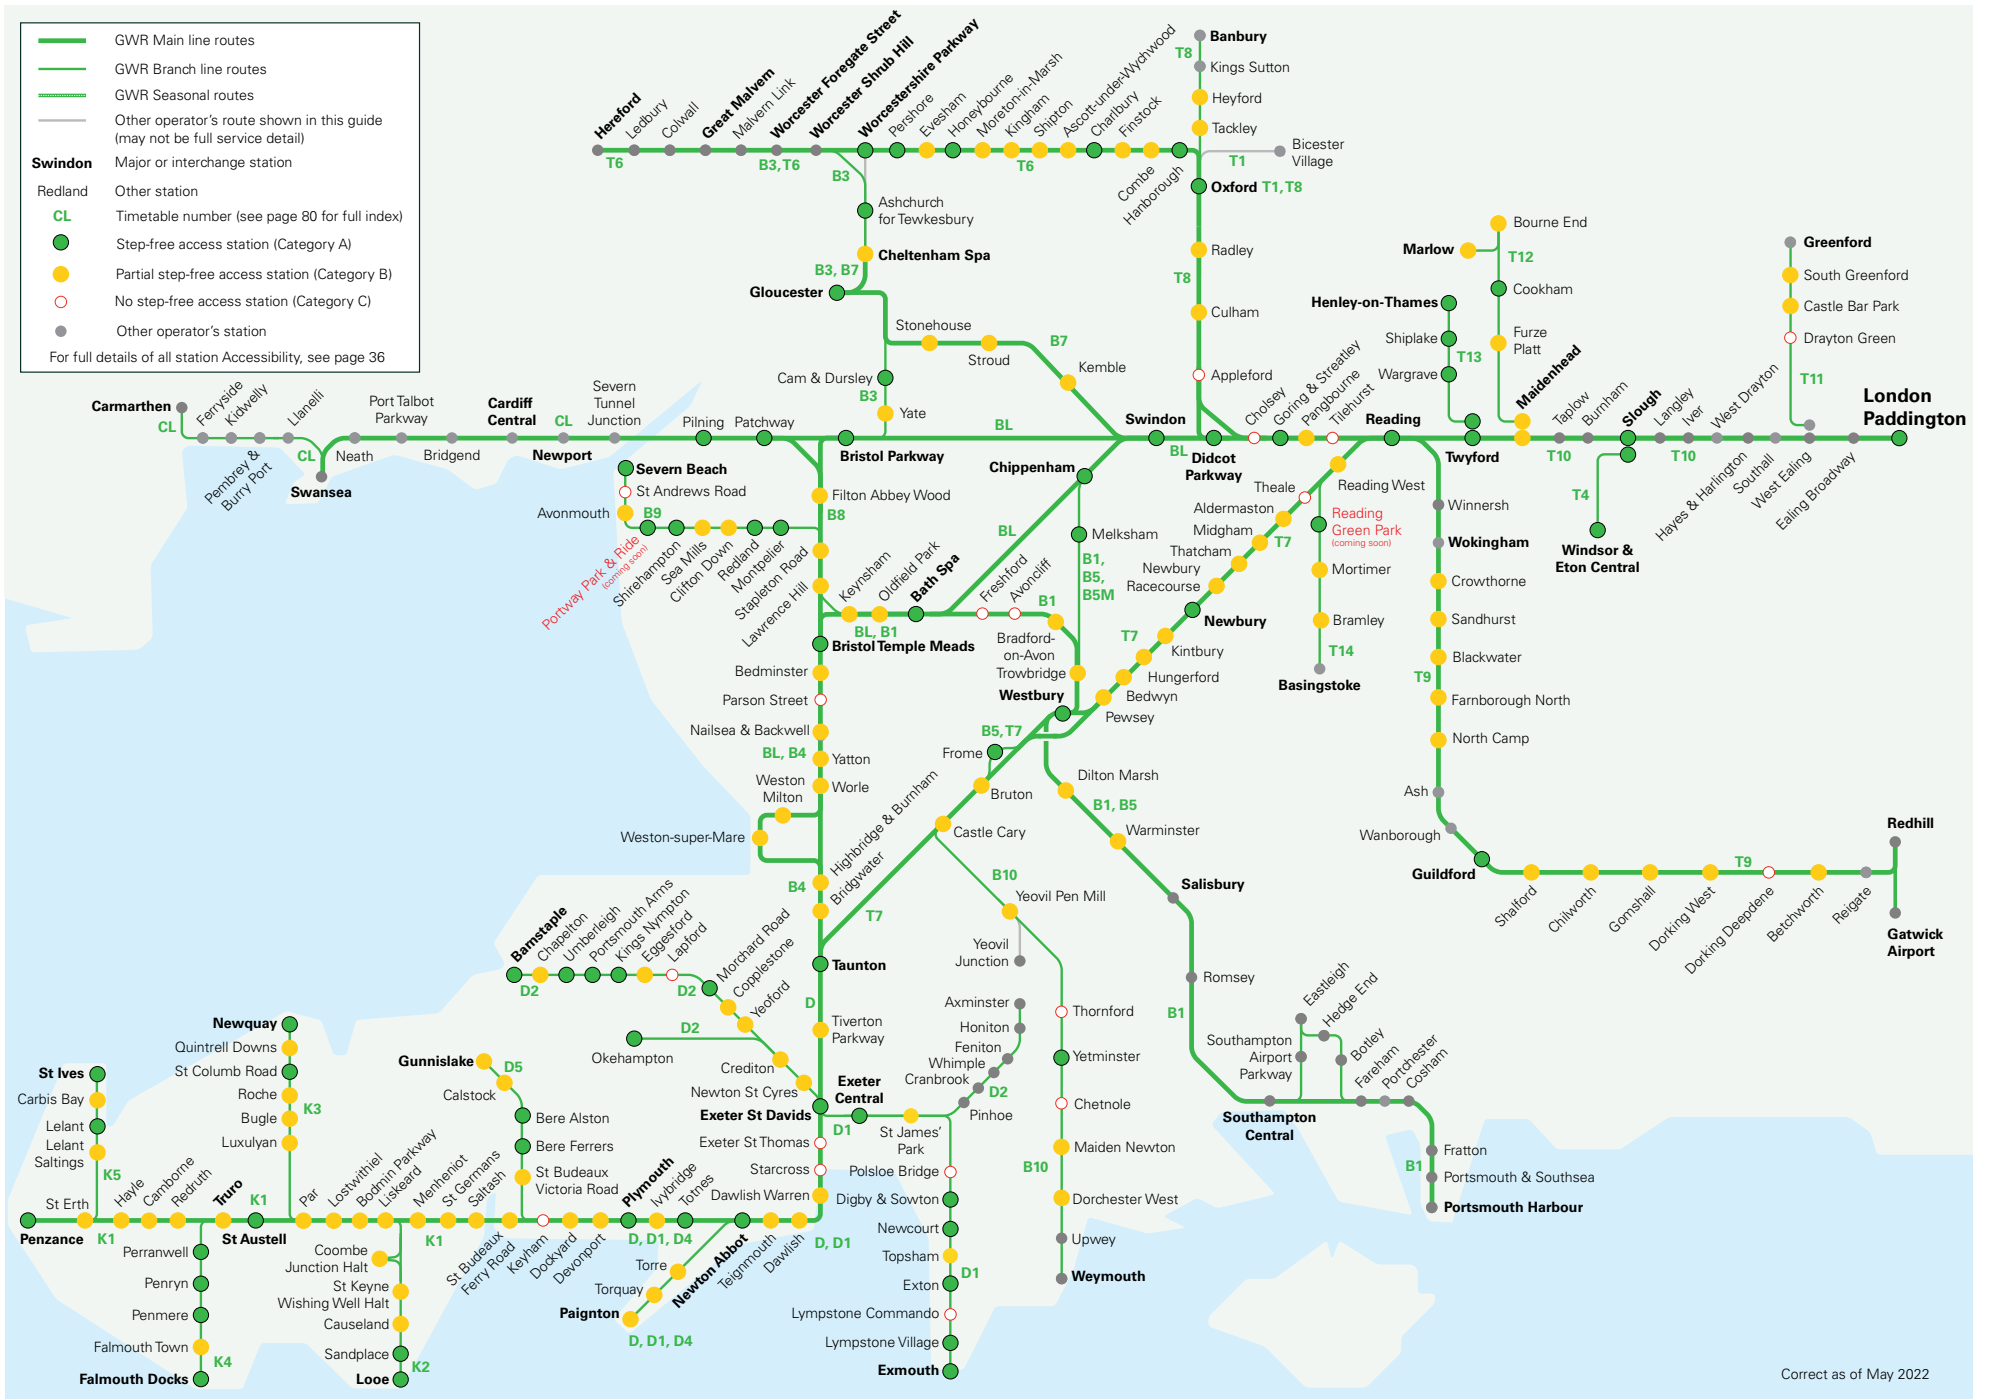 GWR Main line routes
GWR Branch line routes
GWR Seasonal routes
Other operator's route shown in this guide
(may not be full service detail)
Swindon Major or interchange station
Redland Other station
CL Timetable number (see page 80 for full index)
Step-free access station (Category A)
Partial step-free access station (Category B)
No step-free access station (Category C)
Other operator's station
For full details of all station Accessibility, see page 36
Hereford
Ledbury
Colwall
Great Malvern
Malvern Link
Worcester Foregate Street
Worcester Shrub Hill
Worcestershire Parkway
Pershore
Evesham
Honeybourne
Moreton-in-Marsh
Kingham
Shipton
Ascott-under-Wychwood
Charlbury
Finstock
Combe
Hanborough
T6
B3, T6
B3
T6
Banbury
T8
Kings Sutton
Heyford
Tackley
Bicester
Village
T1
Oxford T1, T8
Radley
T8
Culham
Appleford
Ashchurch
for Tewkesbury
Cheltenham Spa
B3, B7
Gloucester
Stonehouse
Stroud
B7
Kemble
Cam & Dursley
B3
Yate
Marlow
Bourne End
T12
Cookham
Furze
Platt
Maidenhead
Henley-on-Thames
Shiplake
T13
Wargrave
Greenford
South Greenford
Castle Bar Park
Drayton Green
T11
London
Paddington
Carmarthen
CL
Ferryside
Kidwelly
Pembrey &
Burry Port
Llanelli
CL
Swansea
Neath
Port Talbot
Parkway
Bridgend
Cardiff
Central
CL
Newport
Severn
Tunnel
Junction
Pilning
Patchway
Bristol Parkway
BL
Swindon
BL
Didcot
Parkway
Cholsey
Goring & Streatley
Pangbourne
Tilehurst
Reading
Twyford
Taplow
Burnham
T10
Slough
Langley
Iver
T10
West Drayton
Hayes & Harlington
Southall
West Ealing
Ealing Broadway
T4
Windsor &
Eton Central
Severn Beach
St Andrews Road
Avonmouth
B9
Portway Park & Ride
(coming soon)
Shirehampton
Sea Mills
Clifton Down
Redland
Montpelier
Stapleton Road
Lawrence Hill
Filton Abbey Wood
B8
Chippenham
BL
Melksham
B1,
B5,
B5M
Keynsham
Oldfield Park
Bath Spa
BL, B1
Freshford
Avoncliff
B1
Bradford-
on-Avon
Trowbridge
Westbury
Bristol Temple Meads
Bedminster
Parson Street
Nailsea & Backwell
BL, B4
Yatton
Weston
Milton
Worle
Weston-super-Mare
Highbridge & Burnham
B4
Bridgwater
Reading West
Theale
Reading
Green Park
(coming soon)
Aldermaston
Midgham
T7
Thatcham
Newbury
Racecourse
Newbury
Mortimer
Bramley
T14
Basingstoke
T7
Kintbury
Hungerford
Bedwyn
Pewsey
B5, T7
Frome
Bruton
Castle Cary
T7
Taunton
Winnersh
Wokingham
Crowthorne
Sandhurst
Blackwater
T9
Farnborough North
North Camp
Ash
Wanborough
Guildford
Shalford
Chilworth
Gomshall
Dorking West
T9
Dorking Deepdene
Betchworth
Reigate
Redhill
Gatwick
Airport
Dilton Marsh
B1, B5
Warminster
Salisbury
Romsey
B1
Southampton
Central
Southampton
Airport
Parkway
Eastleigh
Hedge End
Botley
Fareham
Portchester
Cosham
Fratton
B1
Portsmouth & Southsea
Portsmouth Harbour
B10
Yeovil Pen Mill
Yeovil
Junction
Thornford
Yetminster
Chetnole
Maiden Newton
B10
Dorchester West
Upwey
Weymouth
Barnstaple
Chapelton
Umberleigh
Portsmouth Arms
Kings Nympton
Eggesford
Lapford
D2
D2
Morchard Road
Copplestone
Yeoford
D2
Okehampton
Crediton
Newton St Cyres
D
Tiverton
Parkway
Exeter St Davids
Exeter
Central
D1
St James'
Park
Axminster
Honiton
Feniton
Whimple
Cranbrook
D2
Pinhoe
Exeter St Thomas
Starcross
Dawlish Warren
Polsloe Bridge
Digby & Sowton
Newcourt
Topsham
D1
Exton
Lympstone Commando
Lympstone Village
Exmouth
D, D1
Dawlish
Teignmouth
Newton Abbot
Torre
Torquay
Paignton
D, D1, D4
Totnes
Ivybridge
Plymouth
D, D1, D4
Devonport
Dockyard
Keyham
St Budeaux
Ferry Road
Gunnislake
D5
Calstock
Bere Alston
Bere Ferrers
St Budeaux
Victoria Road
Saltash
St Germans
Menheniot
K1
Liskeard
Bodmin Parkway
Lostwithiel
Par
Coombe
Junction Halt
St Keyne
Wishing Well Halt
Causeland
Sandplace
K2
Looe
Newquay
Quintrell Downs
St Columb Road
Roche
K3
Bugle
Luxulyan
K1
St Austell
Truro
Perranwell
Penryn
Penmere
Falmouth Town
K4
Falmouth Docks
Redruth
Camborne
Hayle
K1
St Ives
Carbis Bay
Lelant
Lelant
Saltings
K5
St Erth
Penzance
Correct as of May 2022